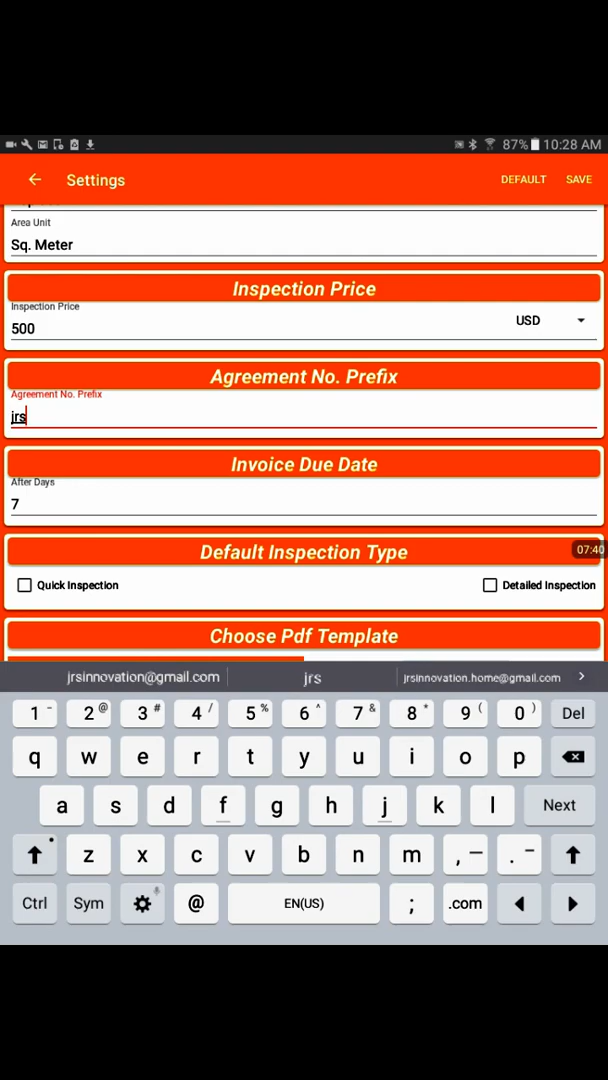 87% 10:28 AM
Settings DEFAULT SAVE
Area Unit
Sq. Meter
Inspection Price
Inspection Price
500 USD
Agreement No. Prefix
Agreement No. Prefix
jrs
Invoice Due Date
After Days
7
Default Inspection Type
07:40
Quick Inspection Detailed Inspection
Choose Pdf Template
jrsinnovation@gmail.com jrs jrsinnovation.home@gmail.com >
1 - 2 @ 3 # 4 / 5 % 6 ^ 7 & 8 * 9 ( 0 ) Del
q w e r t y u i o p
a s d f g h j k l Next
z x c v b n m , — . -
Ctrl Sym @ EN(US) ; .com